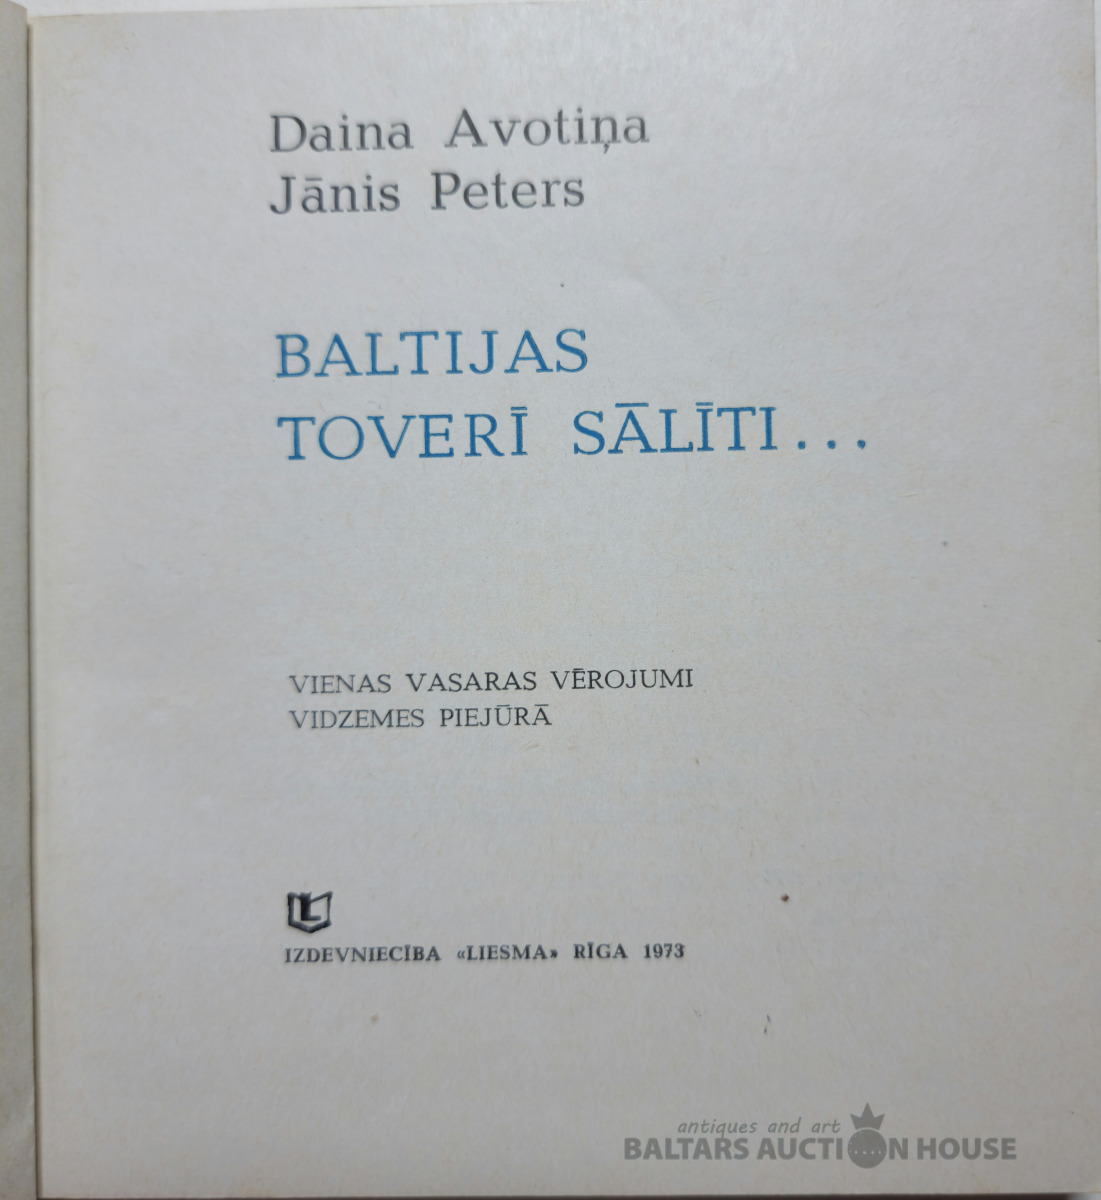 Daina Avotiņa
Jānis Peters
BALTIJAS
TOVERĪ SĀLĪTI...
VIENAS VASARAS VĒROJUMI
VIDZEMES PIEJŪRĀ
L
IZDEVNIECĪBA «LIESMA» RĪGA 1973
antiques and art
BALTARS AUCTION HOUSE